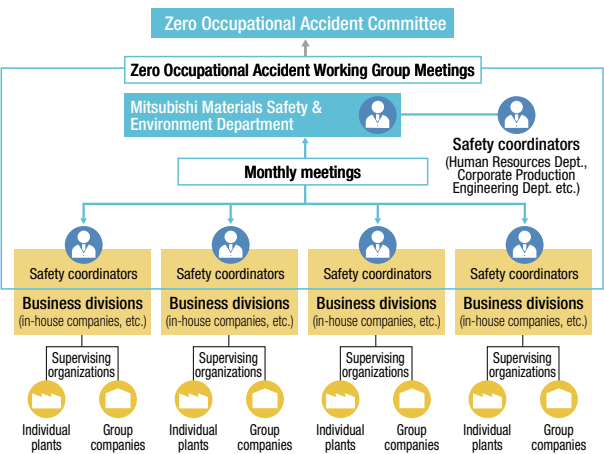 Zero Occupational Accident Committee
Zero Occupational Accident Working Group Meetings
Mitsubishi Materials Safety &
Environment Department
Safety coordinators
(Human Resources Dept.,
Corporate Production
Engineering Dept. etc.)
Monthly meetings
Safety coordinators
Business divisions
(in-house companies, etc.)
Supervising
organizations
Individual
plants
Group
companies
Safety coordinators
Business divisions
(in-house companies, etc.)
Supervising
organizations
Individual
plants
Group
companies
Safety coordinators
Business divisions
(in-house companies, etc.)
Supervising
organizations
Individual
plants
Group
companies
Safety coordinators
Business divisions
(in-house companies, etc.)
Supervising
organizations
Individual
plants
Group
companies